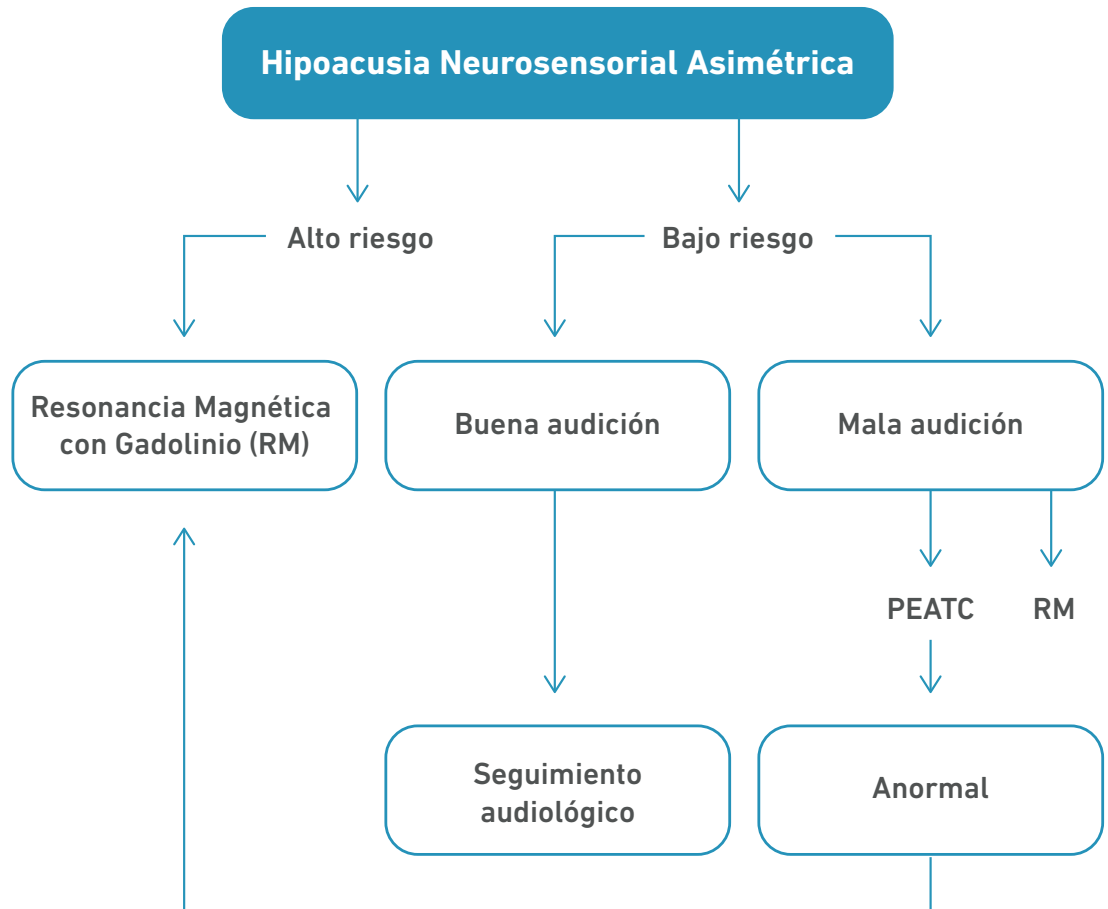 Hipoacusia Neurosensorial Asimétrica
Alto riesgo
Bajo riesgo
Resonancia Magnética
con Gadolinio (RM)
Buena audición
Mala audición
PEATC
RM
Seguimiento
audiológico
Anormal